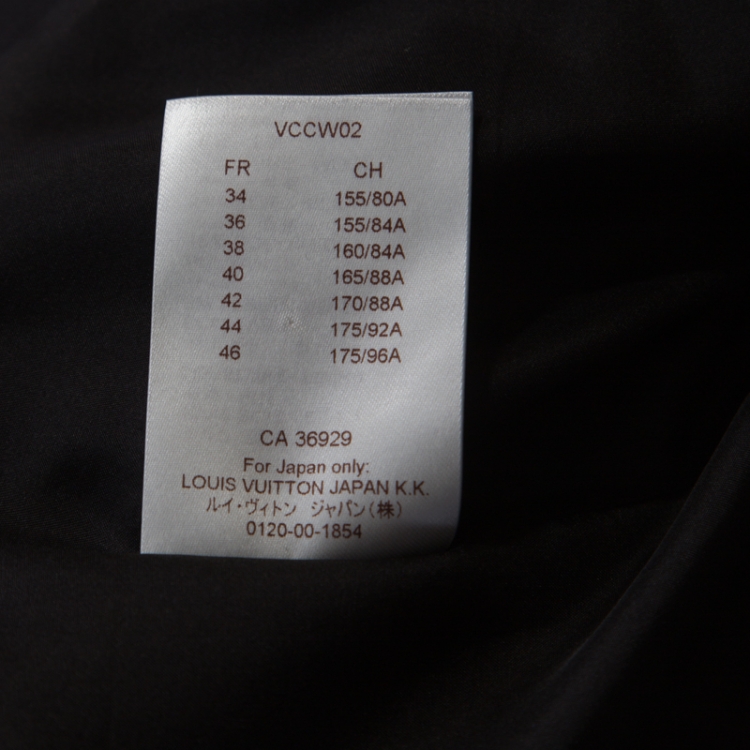 VCCW02
FR CH
34 155/80A
36 155/84A
38 160/84A
40 165/88A
42 170/88A
44 175/92A
46 175/96A
CA 36929
For Japan only:
LOUIS VUITTON JAPAN K.K.
ルイ・ヴィトン ジャパン(株)
0120-00-1854